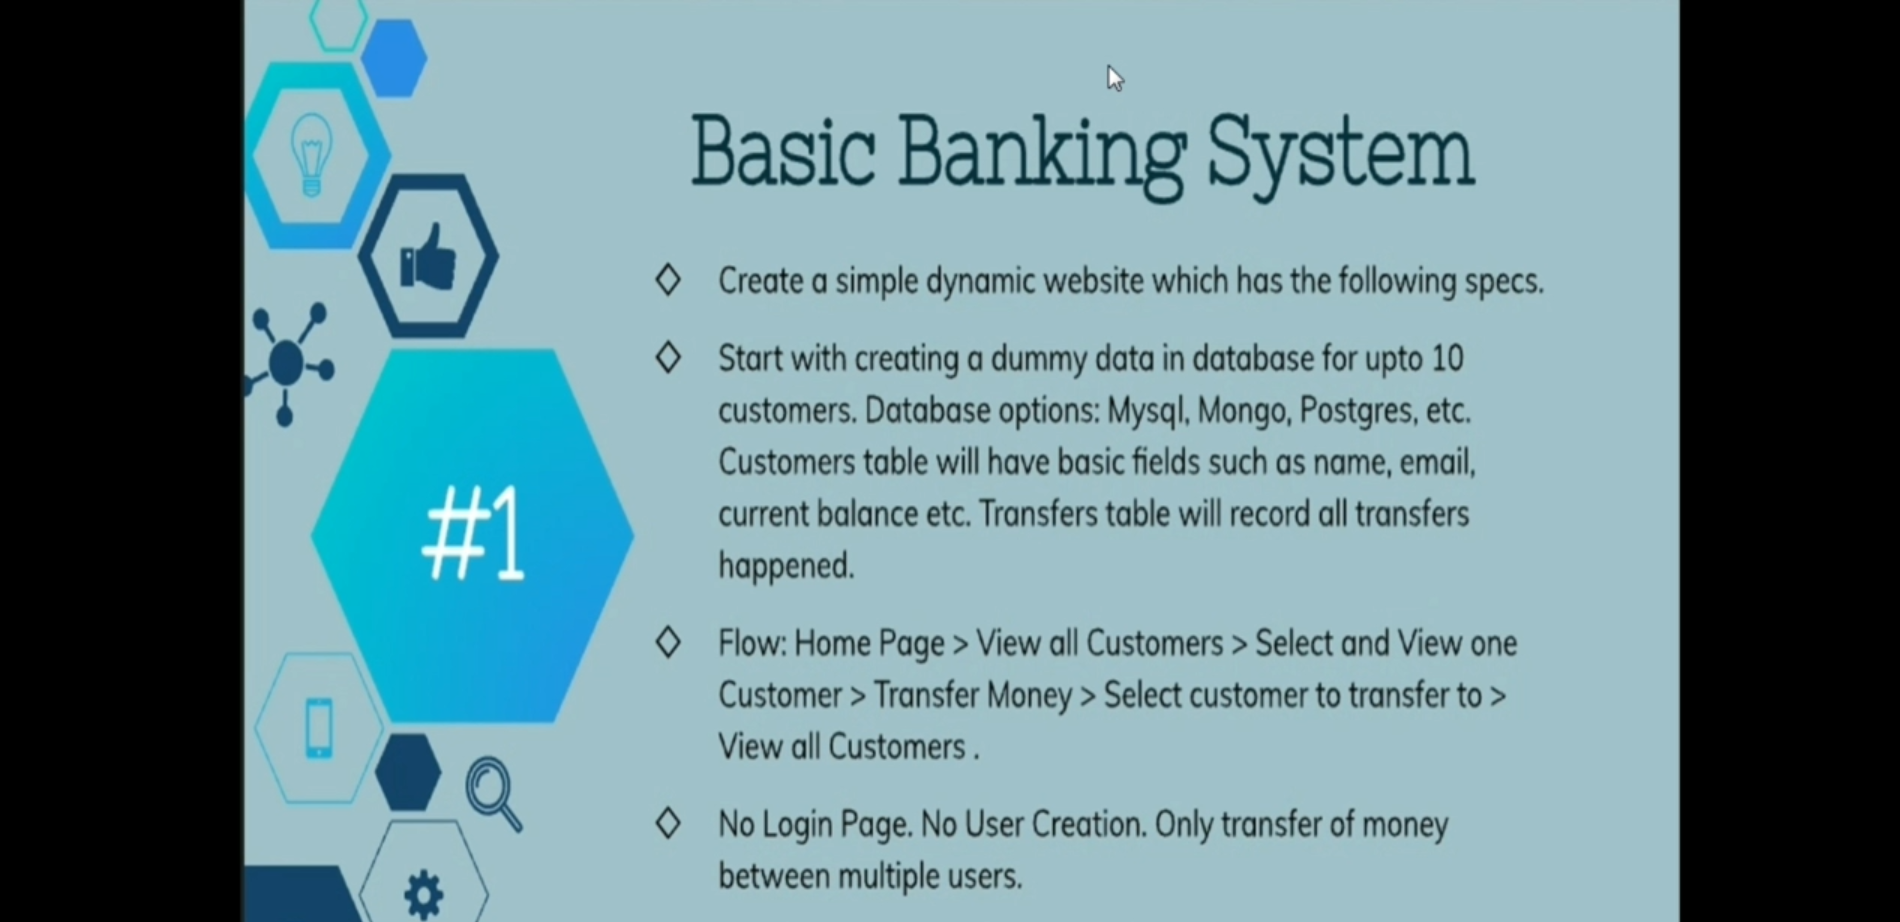 Basic Banking System
Create a simple dynamic website which has the following specs.
Start with creating a dummy data in database for upto 10
customers. Database options: Mysql, Mongo, Postgres, etc.
Customers table will have basic fields such as name, email,
current balance etc. Transfers table will record all transfers
happened.
#1
Flow: Home Page > View all Customers > Select and View one
Customer > Transfer Money > Select customer to transfer to >
View all Customers .
No Login Page. No User Creation. Only transfer of money
between multiple users.